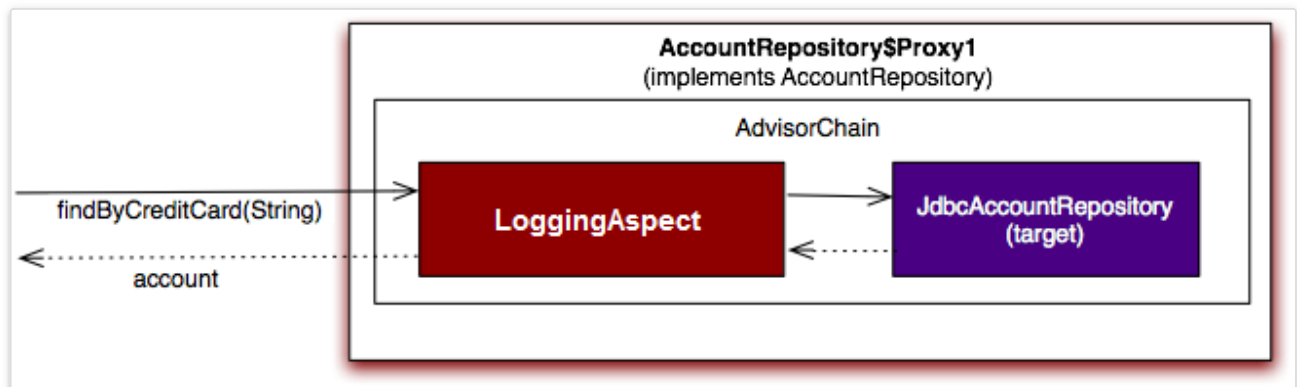 AccountRepository$Proxy1
(implements AccountRepository)
AdvisorChain
findByCreditCard(String)
LoggingAspect
JdbcAccountRepository
(target)
account